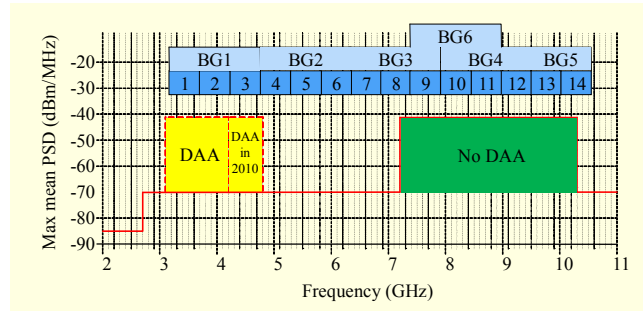 BG6
BG1 BG2 BG3 BG4 BG5
1 2 3 4 5 6 7 8 9 10 11 12 13 14
Max mean PSD (dBm/MHz)
-20
-30
-40
-50
-60
-70
-80
-90
DAA
DAA
in
2010
No DAA
2 3 4 5 6 7 8 9 10 11
Frequency (GHz)